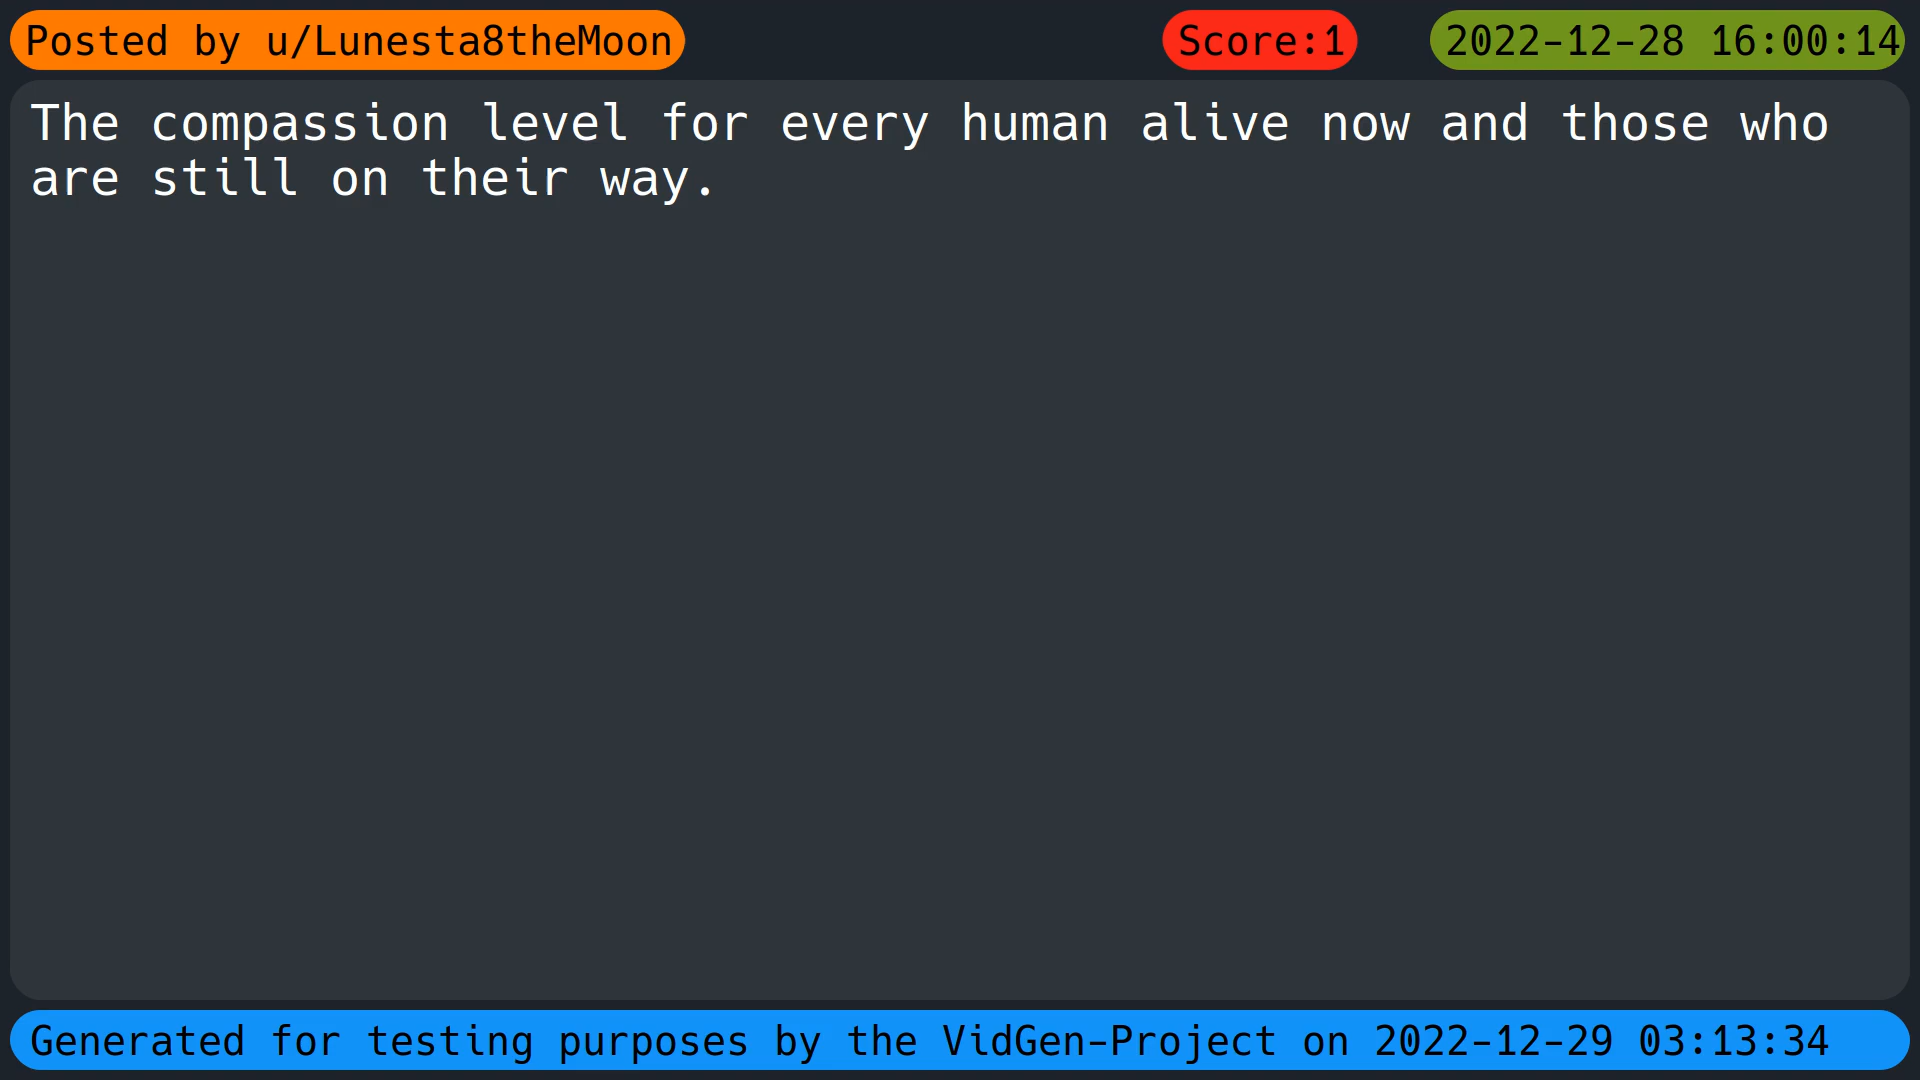 Posted by u/Lunesta8theMoon
Score:1
2022-12-28 16:00:14
The compassion level for every human alive now and those who
are still on their way.
Generated for testing purposes by the VidGen-Project on 2022-12-29 03:13:34